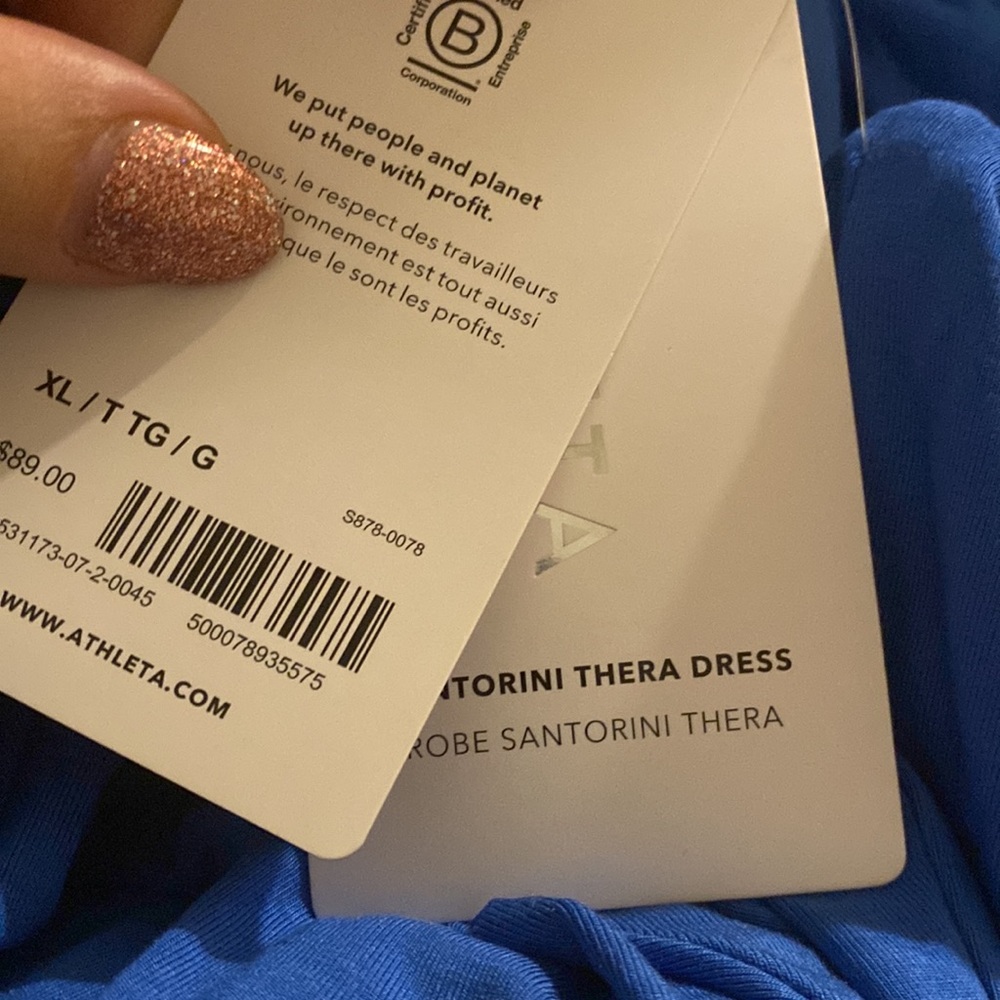 B
Corporation
Entreprise
We put people and planet
up there with profit.
nous, le respect des travailleurs
est tout aussi
que le sont les profits.
XL / T TG / G
$89.00
S878-0078
531173-07-2-0045
500078935575
WWW.ATHLETA.COM
TA
THERA DRESS
ROBE SANTORINI THERA